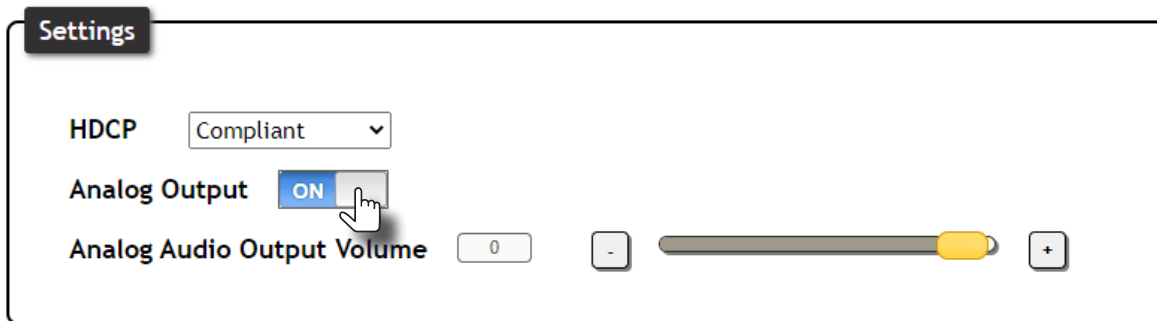 Settings
HDCP Compliant
Analog Output ON
Analog Audio Output Volume 0 - +